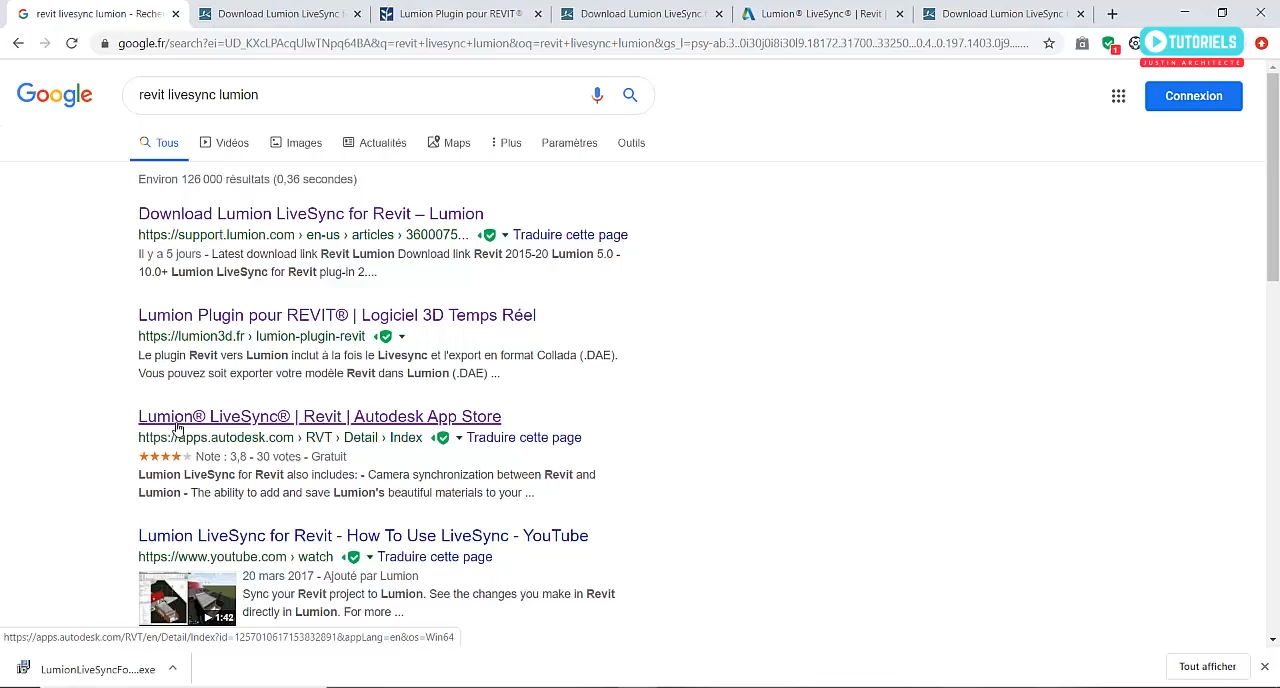 revit lively lumion - Reche
Download Lumion LiveSync f
Lumion Plugin pour REVIT®
Download Lumion LiveSync f
Lumion® LiveSync® | Revit |
Download Lumion LiveSync f
google.fr/search?ei=UD_KXcLPAcqUlwTNpq64BA&q=revit+livesync+lumion&oq=revit+livesync+lumion&gs_l=psy-ab.3..0i30j0i8i30l9.18172.31700..33250...0.4..0.197.1403.0j9......
1
TUTORIELS
JUSTIN ARCHITECTE
Google
revit livesync lumion
Connexion
Tous Vidéos Images Actualités Maps Plus Paramètres Outils
Environ 126 000 résultats (0,36 secondes)
Download Lumion LiveSync for Revit – Lumion
https://support.lumion.com › en-us › articles › 3600075... Traduire cette page
Il y a 5 jours - Latest download link Revit Lumion Download link Revit 2015-20 Lumion 5.0 -
10.0+ Lumion LiveSync for Revit plug-in 2....
Lumion Plugin pour REVIT® | Logiciel 3D Temps Réel
https://lumion3d.fr › lumion-plugin-revit
Le plugin Revit vers Lumion inclut à la fois le Livesync et l'export en format Collada (.DAE).
Vous pouvez soit exporter votre modèle Revit dans Lumion (.DAE) ...
Lumion® LiveSync® | Revit | Autodesk App Store
https://apps.autodesk.com › RVT › Detail › Index Traduire cette page
Note : 3,8 - 30 votes - Gratuit
Lumion LiveSync for Revit also includes: - Camera synchronization between Revit and
Lumion - The ability to add and save Lumion's beautiful materials to your ...
Lumion LiveSync for Revit - How To Use LiveSync - YouTube
https://www.youtube.com › watch Traduire cette page
20 mars 2017 - Ajouté par Lumion
Sync your Revit project to Lumion. See the changes you make in Revit
directly in Lumion. For more ...
1:42
https://apps.autodesk.com/RVT/en/Detail/Index?id=1257010617153832891&appLang=en&os=Win64
LumionLiveSyncFo....exe
Tout afficher